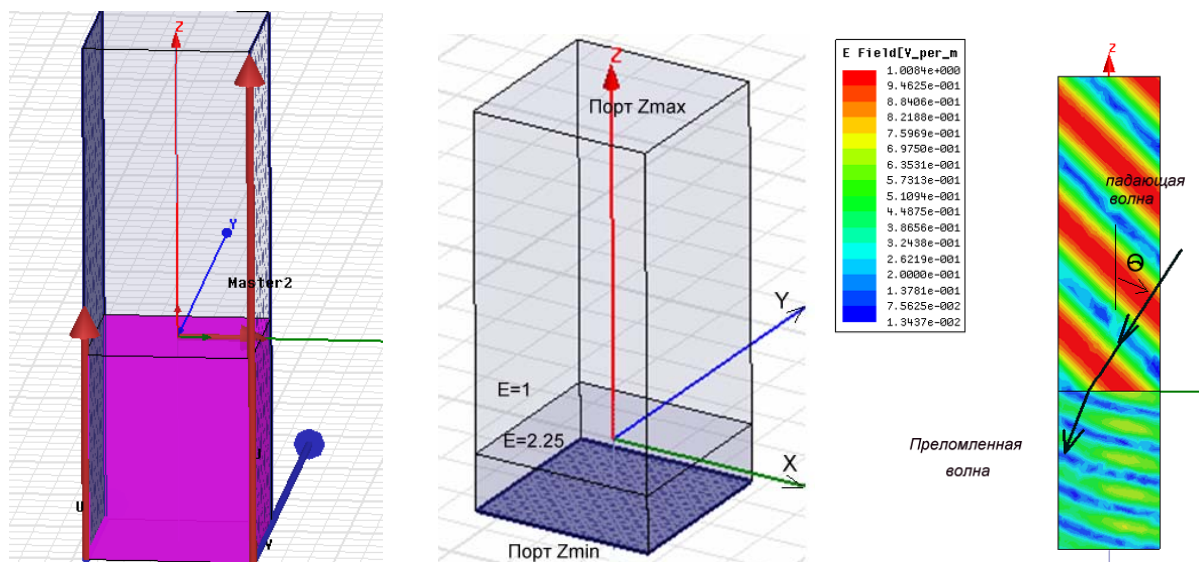 Z
Y
Master2
U
J
V
Z
Порт Zmax
Y
E=1
E=2.25
X
Порт Zmin
E Field[V_per_m
1.0084e+000
9.4625e-001
8.8406e-001
8.2188e-001
7.5969e-001
6.9750e-001
6.3531e-001
5.7313e-001
5.1094e-001
4.4875e-001
3.8656e-001
3.2438e-001
2.6219e-001
2.0000e-001
1.3781e-001
7.5625e-002
1.3437e-002
Z
падающая
волна
Θ
Преломленная
волна